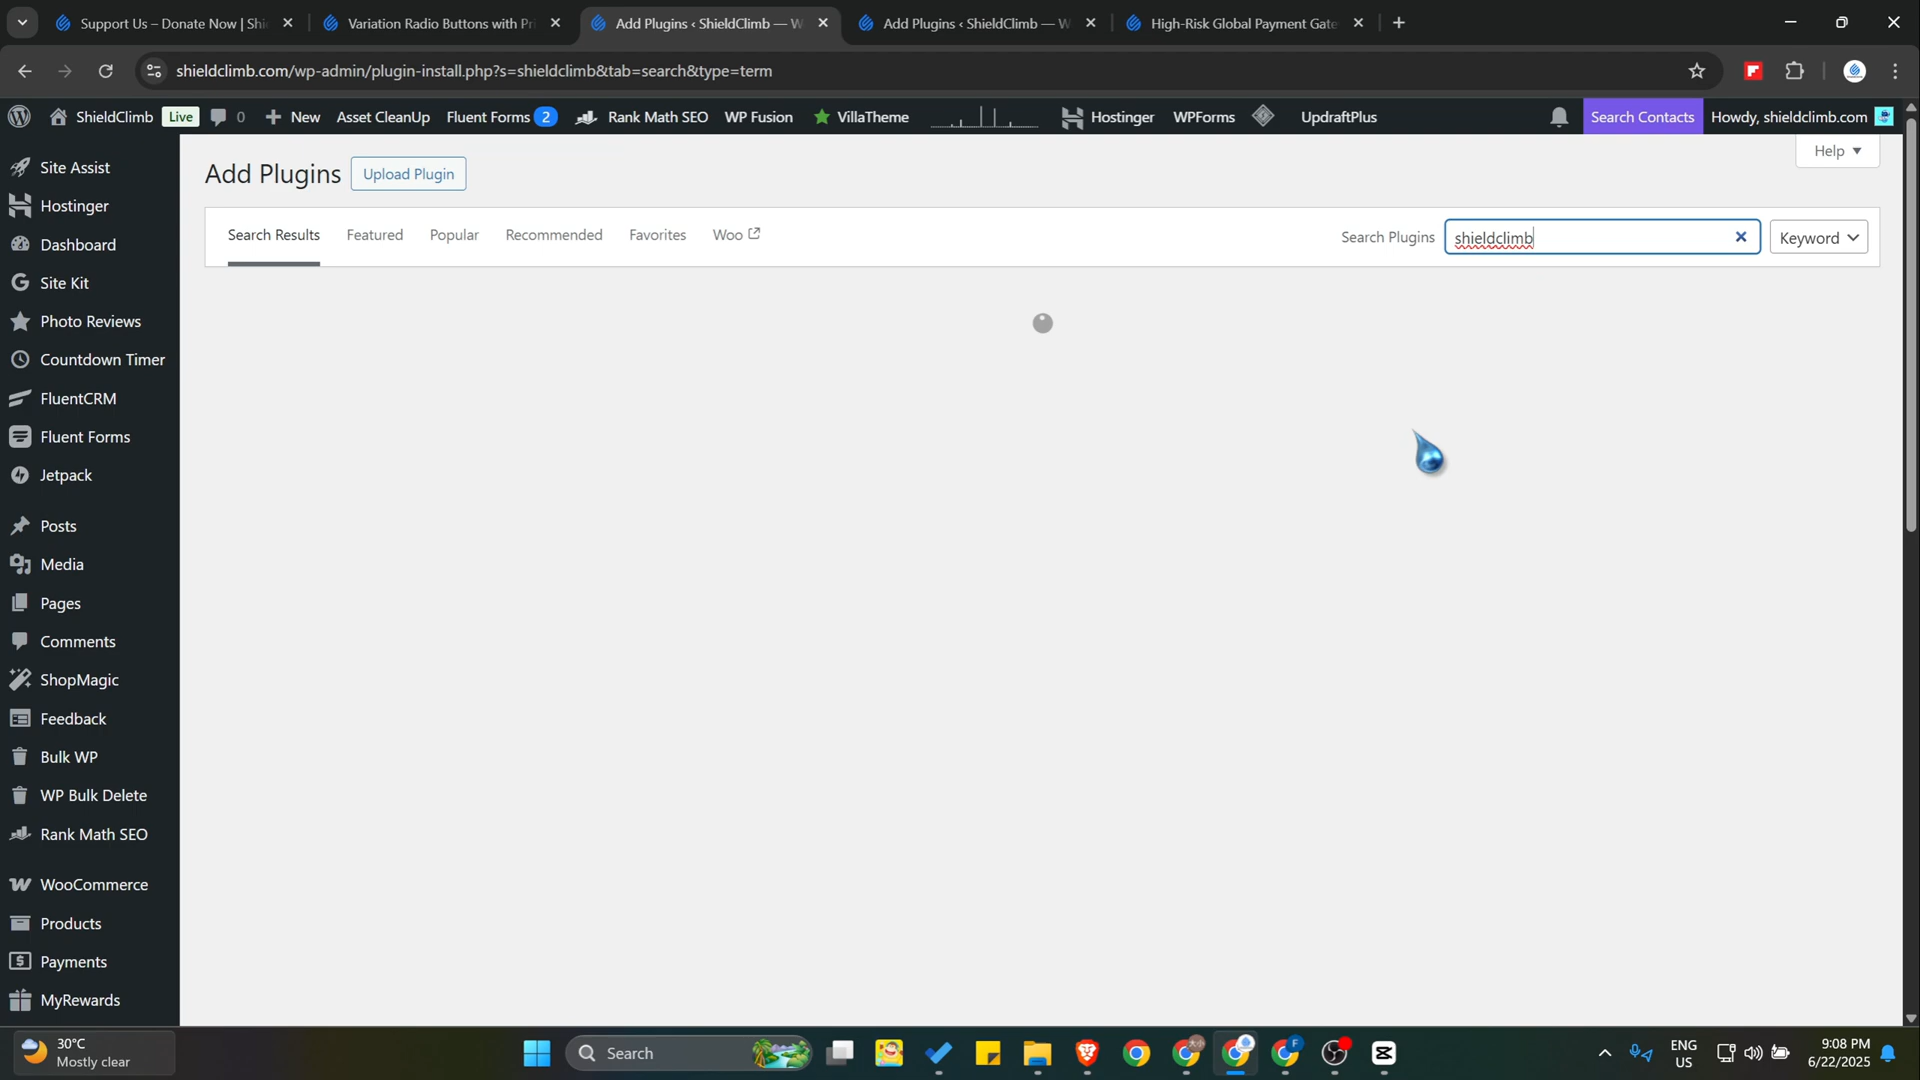 Support Us – Donate Now | Shi
Variation Radio Buttons with Pri
Add Plugins ‹ ShieldClimb — W
Add Plugins ‹ ShieldClimb — W
High-Risk Global Payment Gate
shieldclimb.com/wp-admin/plugin-install.php?s=shieldclimb&tab=search&type=term
ShieldClimb
Live
0
New
Asset CleanUp
Fluent Forms 2
Rank Math SEO
WP Fusion
VillaTheme
Hostinger
WPForms
UpdraftPlus
Search Contacts
Howdy, shieldclimb.com
Site Assist
Hostinger
Dashboard
Site Kit
Photo Reviews
Countdown Timer
FluentCRM
Fluent Forms
Jetpack
Posts
Media
Pages
Comments
ShopMagic
Feedback
Bulk WP
WP Bulk Delete
Rank Math SEO
WooCommerce
Products
Payments
MyRewards
Help
Add Plugins
Upload Plugin
Search Results
Featured
Popular
Recommended
Favorites
Woo
Search Plugins
shieldclimb
Keyword
30°C
Mostly clear
Search
ENG
US
9:08 PM
6/22/2025